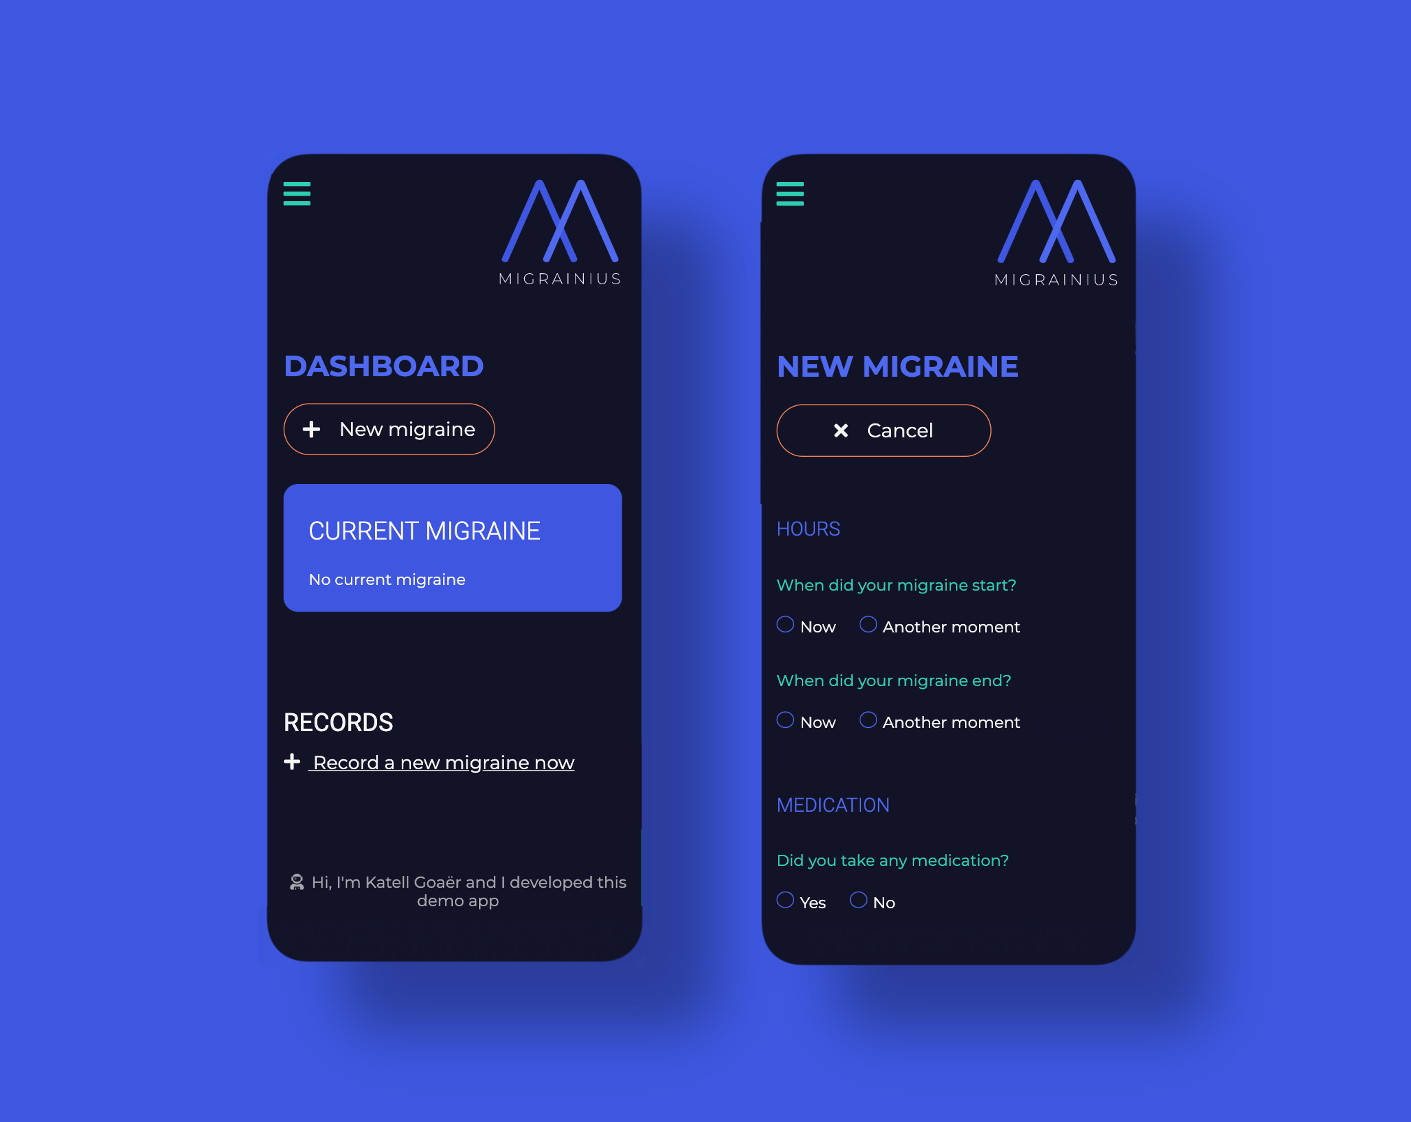 MIGRAINIUS
DASHBOARD
New migraine
CURRENT MIGRAINE
No current migraine
RECORDS
Record a new migraine now
Hi, I'm Katell Goaër and I developed this
demo app
MIGRAINIUS
NEW MIGRAINE
Cancel
HOURS
When did your migraine start?
Now Another moment
When did your migraine end?
Now Another moment
MEDICATION
Did you take any medication?
Yes No